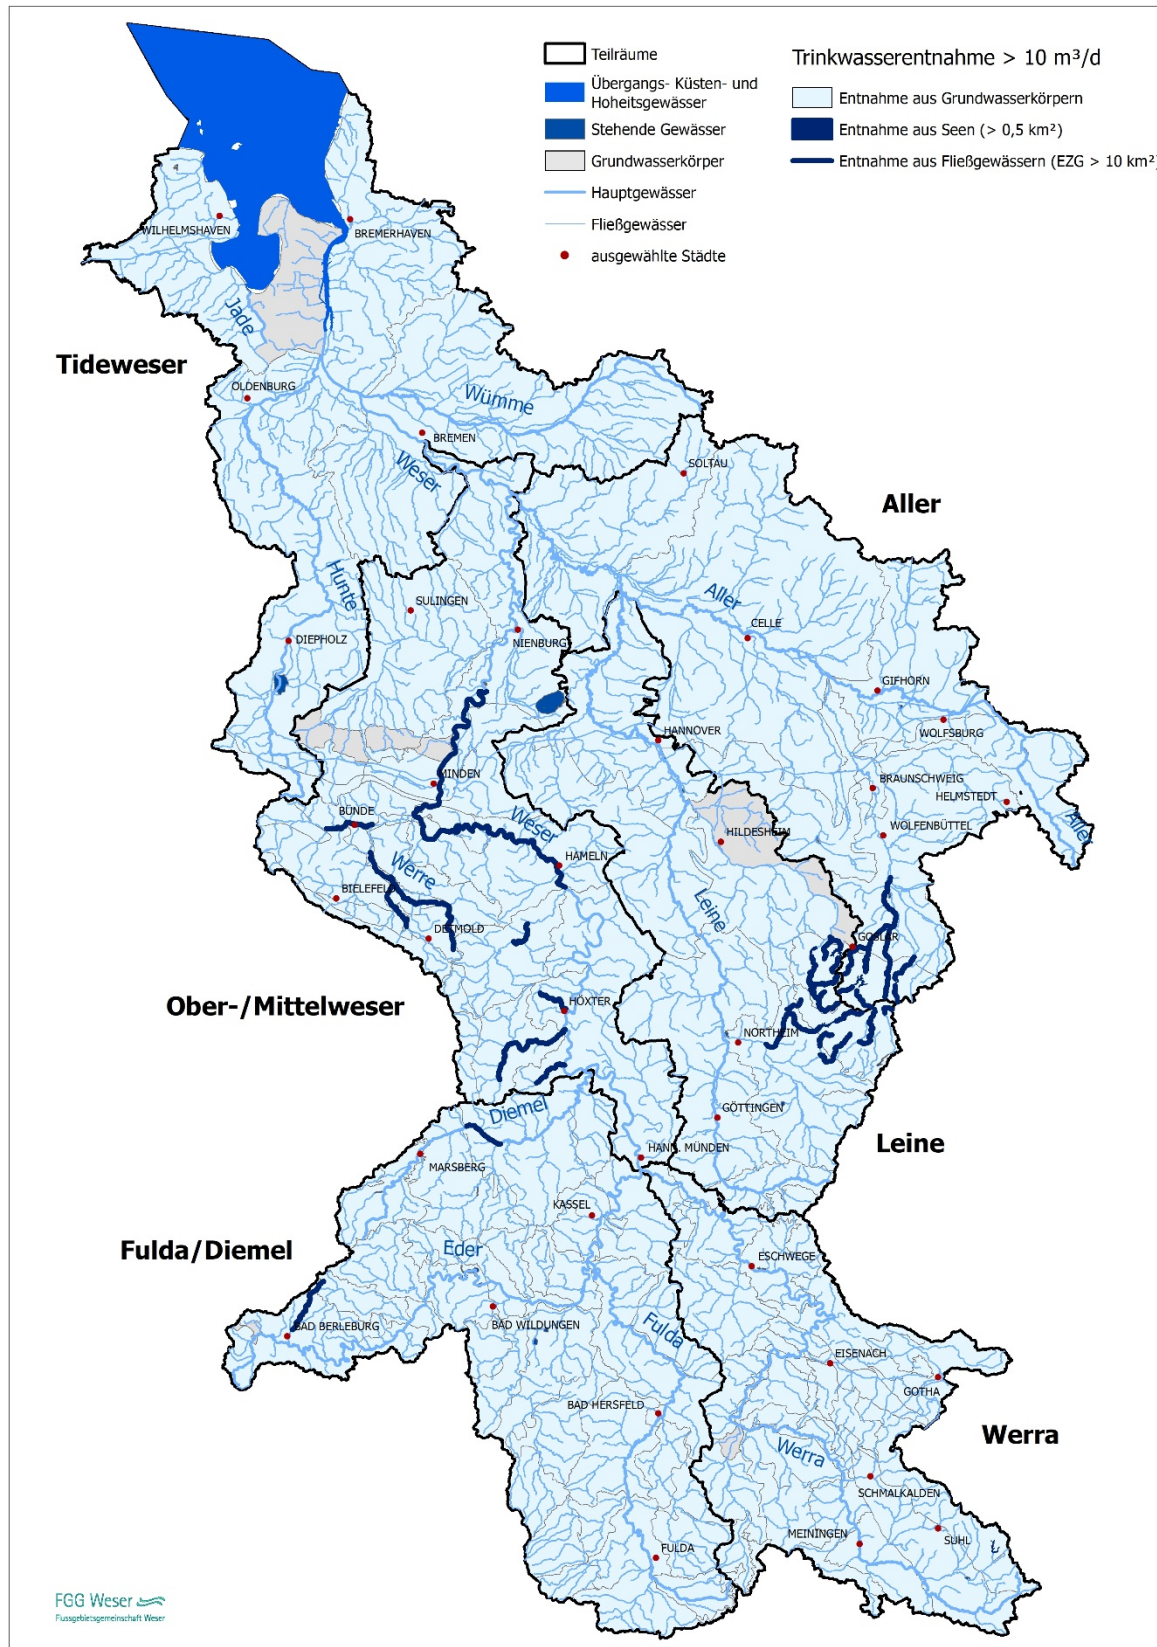 Teilräume
Übergangs- Küsten- und
Hoheitsgewässer
Stehende Gewässer
Grundwasserkörper
Hauptgewässer
Fließgewässer
ausgewählte Städte
Trinkwasserentnahme > 10 m³/d
Entnahme aus Grundwasserkörpern
Entnahme aus Seen (> 0,5 km²)
Entnahme aus Fließgewässern (EZG > 10 km²)
WILHELMSHAVEN
BREMERHAVEN
Jade
Tideweser
OLDENBURG
Wümme
BREMEN
Weser
SOLTAU
Aller
Hunte
SULINGEN
Aller
CELLE
DIEPHOLZ
NIENBURG
GIFHORN
WOLFSBURG
HANNOVER
MINDEN
BRAUNSCHWEIG
HELMSTEDT
BÜNDE
Weser
HILDESHEIM
WOLFENBÜTTEL
Aller
HAMELN
Werre
BIELEFELD
Leine
DETMOLD
GOSLAR
Ober-/Mittelweser
HÖXTER
NORTHEIM
Diemel
GÖTTINGEN
Leine
HANN. MÜNDEN
MARSBERG
KASSEL
Fulda/Diemel
Eder
ESCHWEGE
BAD BERLEBURG
BAD WILDUNGEN
Fulda
EISENACH
GOTHA
BAD HERSFELD
Werra
Werra
SCHMALKALDEN
MEININGEN
SUHL
FULDA
FGG Weser
Flussgebietsgemeinschaft Weser